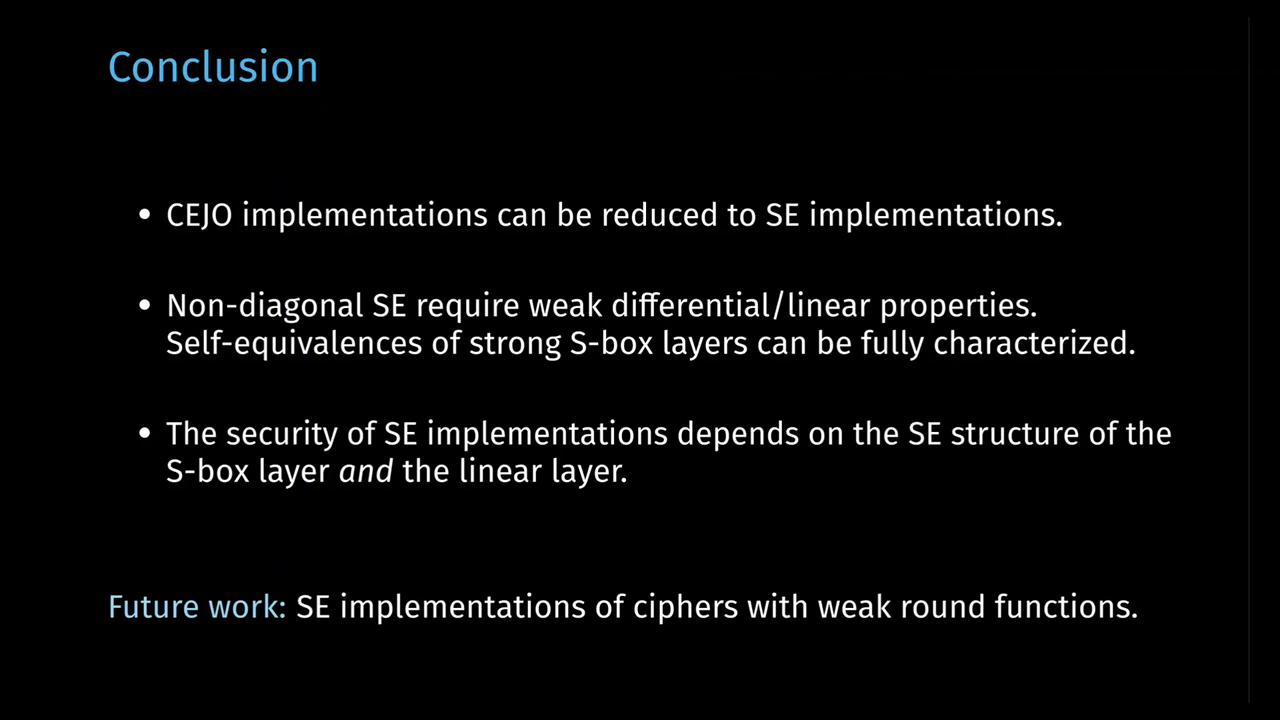 Conclusion
• CEJO implementations can be reduced to SE implementations.
• Non-diagonal SE require weak differential/linear properties.
Self-equivalences of strong S-box layers can be fully characterized.
• The security of SE implementations depends on the SE structure of the
S-box layer and the linear layer.
Future work: SE implementations of ciphers with weak round functions.